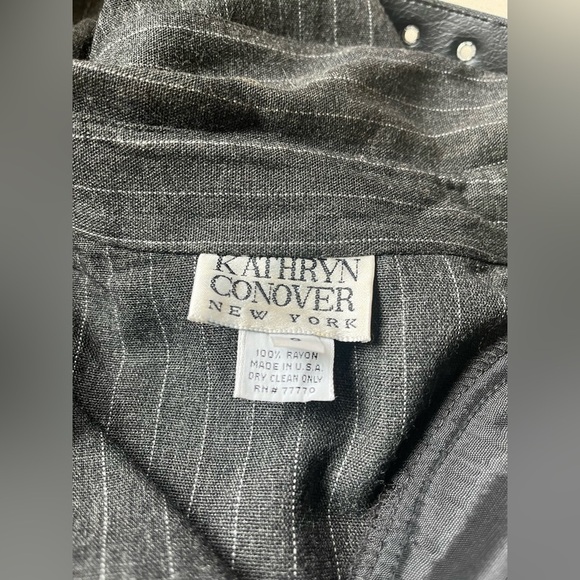 KATHRYN
CONOVER
NEW YORK
100% RAYON
MADE IN U.S.A.
DRY CLEAN ONLY
RN# 77770